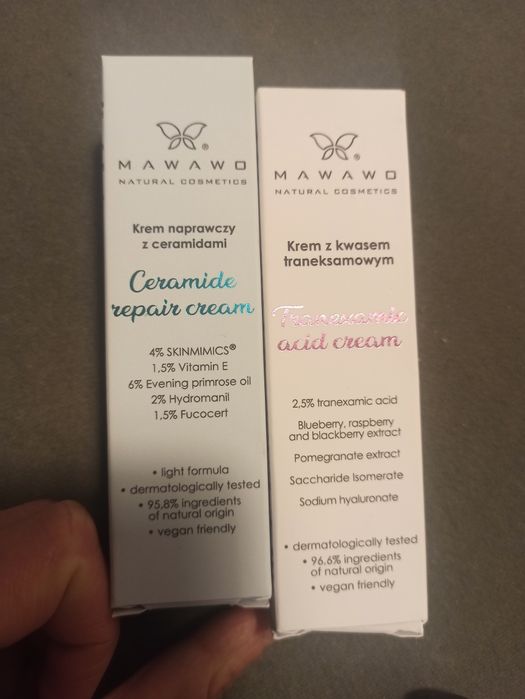 MAWAWO ®
NATURAL COSMETICS
Krem naprawczy
z ceramidami
Ceramide
repair cream
4% SKINMIMICS®
1,5% Vitamin E
6% Evening primrose oil
2% Hydromanil
1,5% Fucocert
• light formula
• dermatologically tested
• 95,8% ingredients
of natural origin
• vegan friendly
MAWAWO ®
NATURAL COSMETICS
Krem z kwasem
traneksamowym
Tranexamic
acid cream
2,5% tranexamic acid
Blueberry, raspberry
and blackberry extract
Pomegranate extract
Saccharide Isomerate
Sodium hyaluronate
• dermatologically tested
• 96,6% ingredients
of natural origin
• vegan friendly